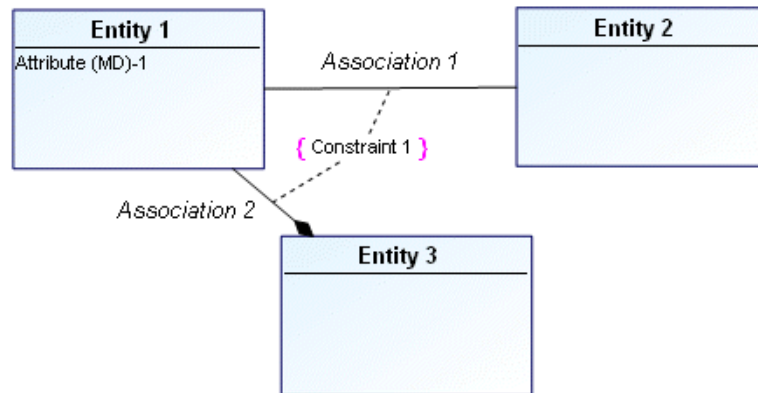 Entity 1
Attribute (MD)-1
Association 1
Entity 2
{ Constraint 1 }
Association 2
Entity 3